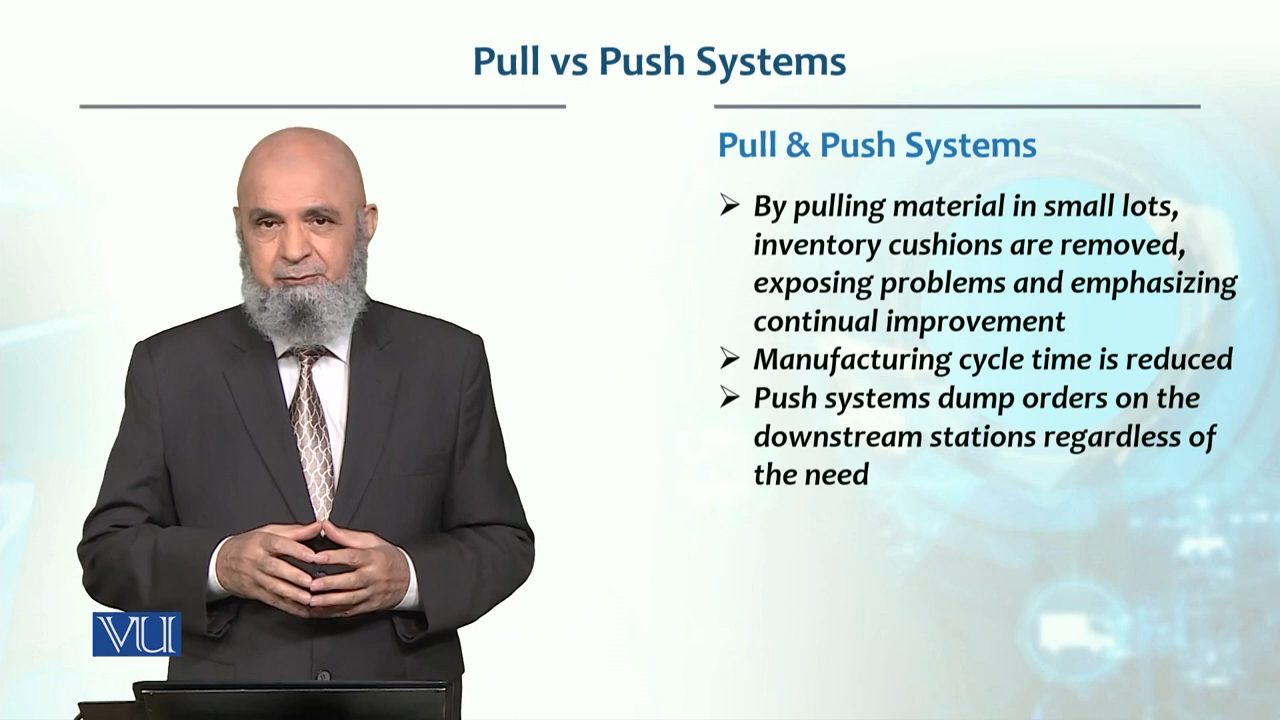 Pull vs Push Systems
Pull & Push Systems
➤ By pulling material in small lots,
inventory cushions are removed,
exposing problems and emphasizing
continual improvement
➤ Manufacturing cycle time is reduced
➤ Push systems dump orders on the
downstream stations regardless of
the need
VU